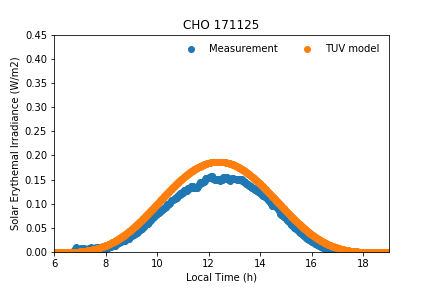 CHO 171125
Measurement
TUV model
Solar Erythemal Irradiance (W/m2)
0.45
0.40
0.35
0.30
0.25
0.20
0.15
0.10
0.05
0.00
6 8 10 12 14 16 18
Local Time (h)